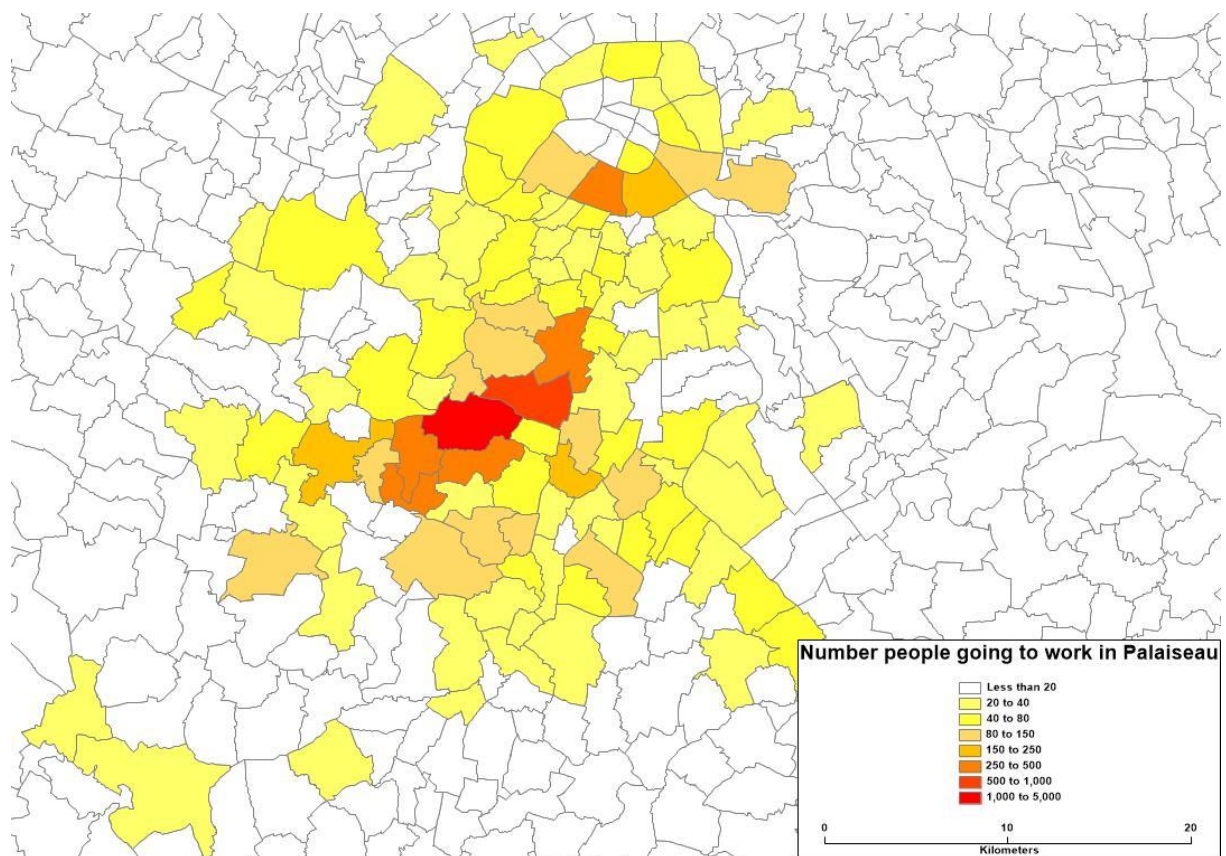 Number people going to work in Palaiseau
Less than 20
20 to 40
40 to 80
80 to 150
150 to 250
250 to 500
500 to 1,000
1,000 to 5,000
0 10 20
Kilometers